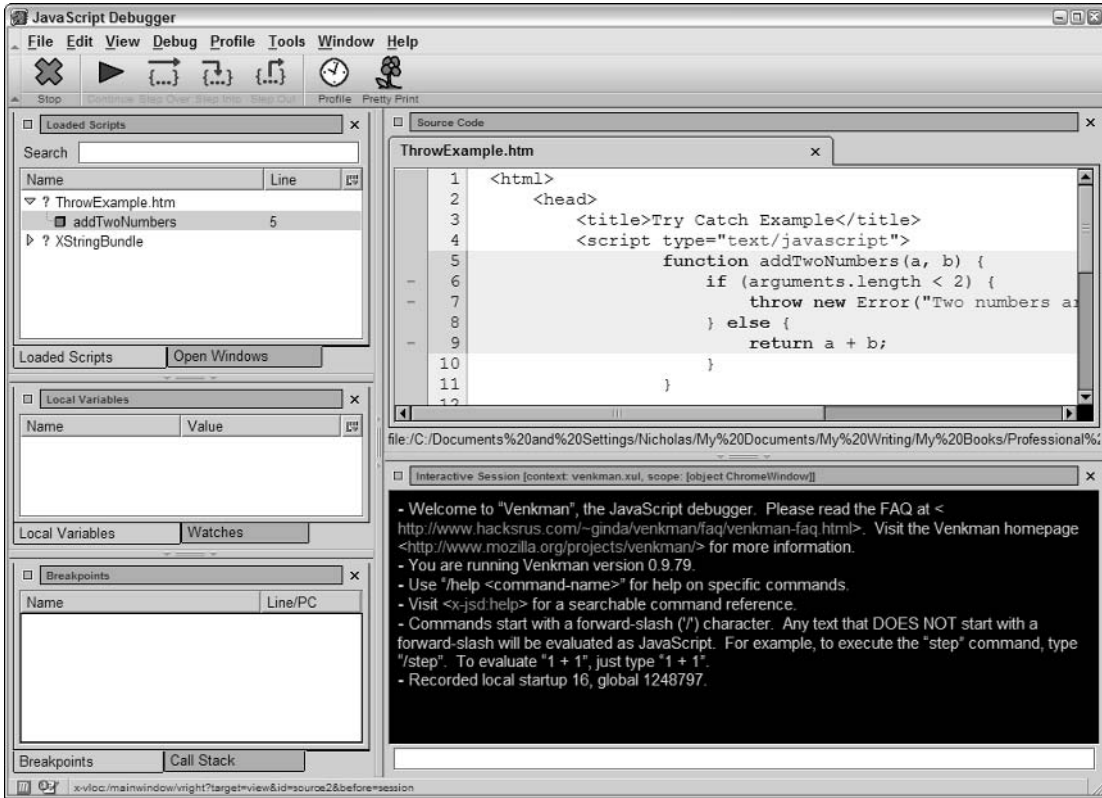 JavaScript Debugger
File Edit View Debug Profile Tools Window Help
Stop Continue Step Over Step Into Step Out Profile Pretty Print
Loaded Scripts
Search
Name Line
? ThrowExample.htm
addTwoNumbers 5
? XStringBundle
Loaded Scripts Open Windows
Local Variables
Name Value
Local Variables Watches
Breakpoints
Name Line/PC
Breakpoints Call Stack
Source Code
ThrowExample.htm
1 <html>
2 <head>
3 <title>Try Catch Example</title>
4 <script type="text/javascript">
5 function addTwoNumbers(a, b) {
6 if (arguments.length < 2) {
7 throw new Error("Two numbers
8 } else {
9 return a + b;
10 }
11 }
12
file:/C:/Documents%20and%20Settings/Nicholas/My%20Documents/My%20Writing/My%20Books/Professional%
Interactive Session [context: venkman.xul, scope: [object ChromeWindow]]
- Welcome to "Venkman", the JavaScript debugger. Please read the FAQ at <
http://www.hacksrus.com/~ginda/venkman/faq/venkman-faq.html>. Visit the Venkman homepage
<http://www.mozilla.org/projects/venkman/> for more information.
- You are running Venkman version 0.9.79.
- Use "/help <command-name>" for help on specific commands.
- Visit <x-jsd:help> for a searchable command reference.
- Commands start with a forward-slash ('/') character. Any text that DOES NOT start with a
forward-slash will be evaluated as JavaScript. For example, to execute the "step" command, type
"/step". To evaluate "1 + 1", just type "1 + 1".
- Recorded local startup 16, global 1248797.
x-vloc:/mainwindow/vright?target=view&id=source2&before=session